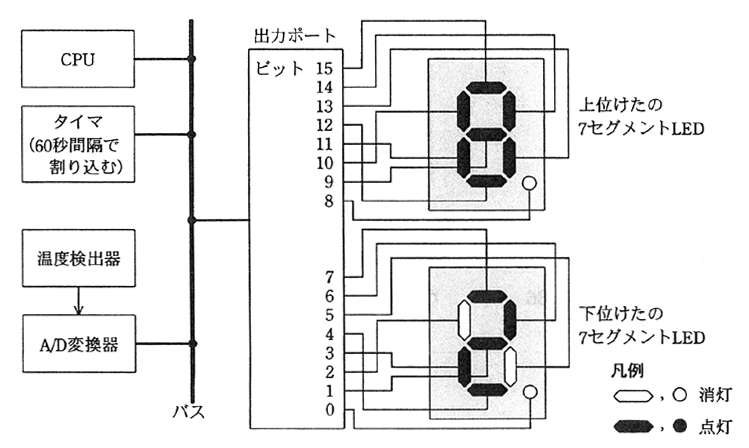 出力ポート
ビット 15
14
13
12
11
10
9
8
7
6
5
4
3
2
1
0
CPU
タイマ
(60秒間隔で
割り込む)
温度検出器
A/D変換器
バス
上位けたの
7セグメントLED
下位けたの
7セグメントLED
凡例
, 消灯
, 点灯